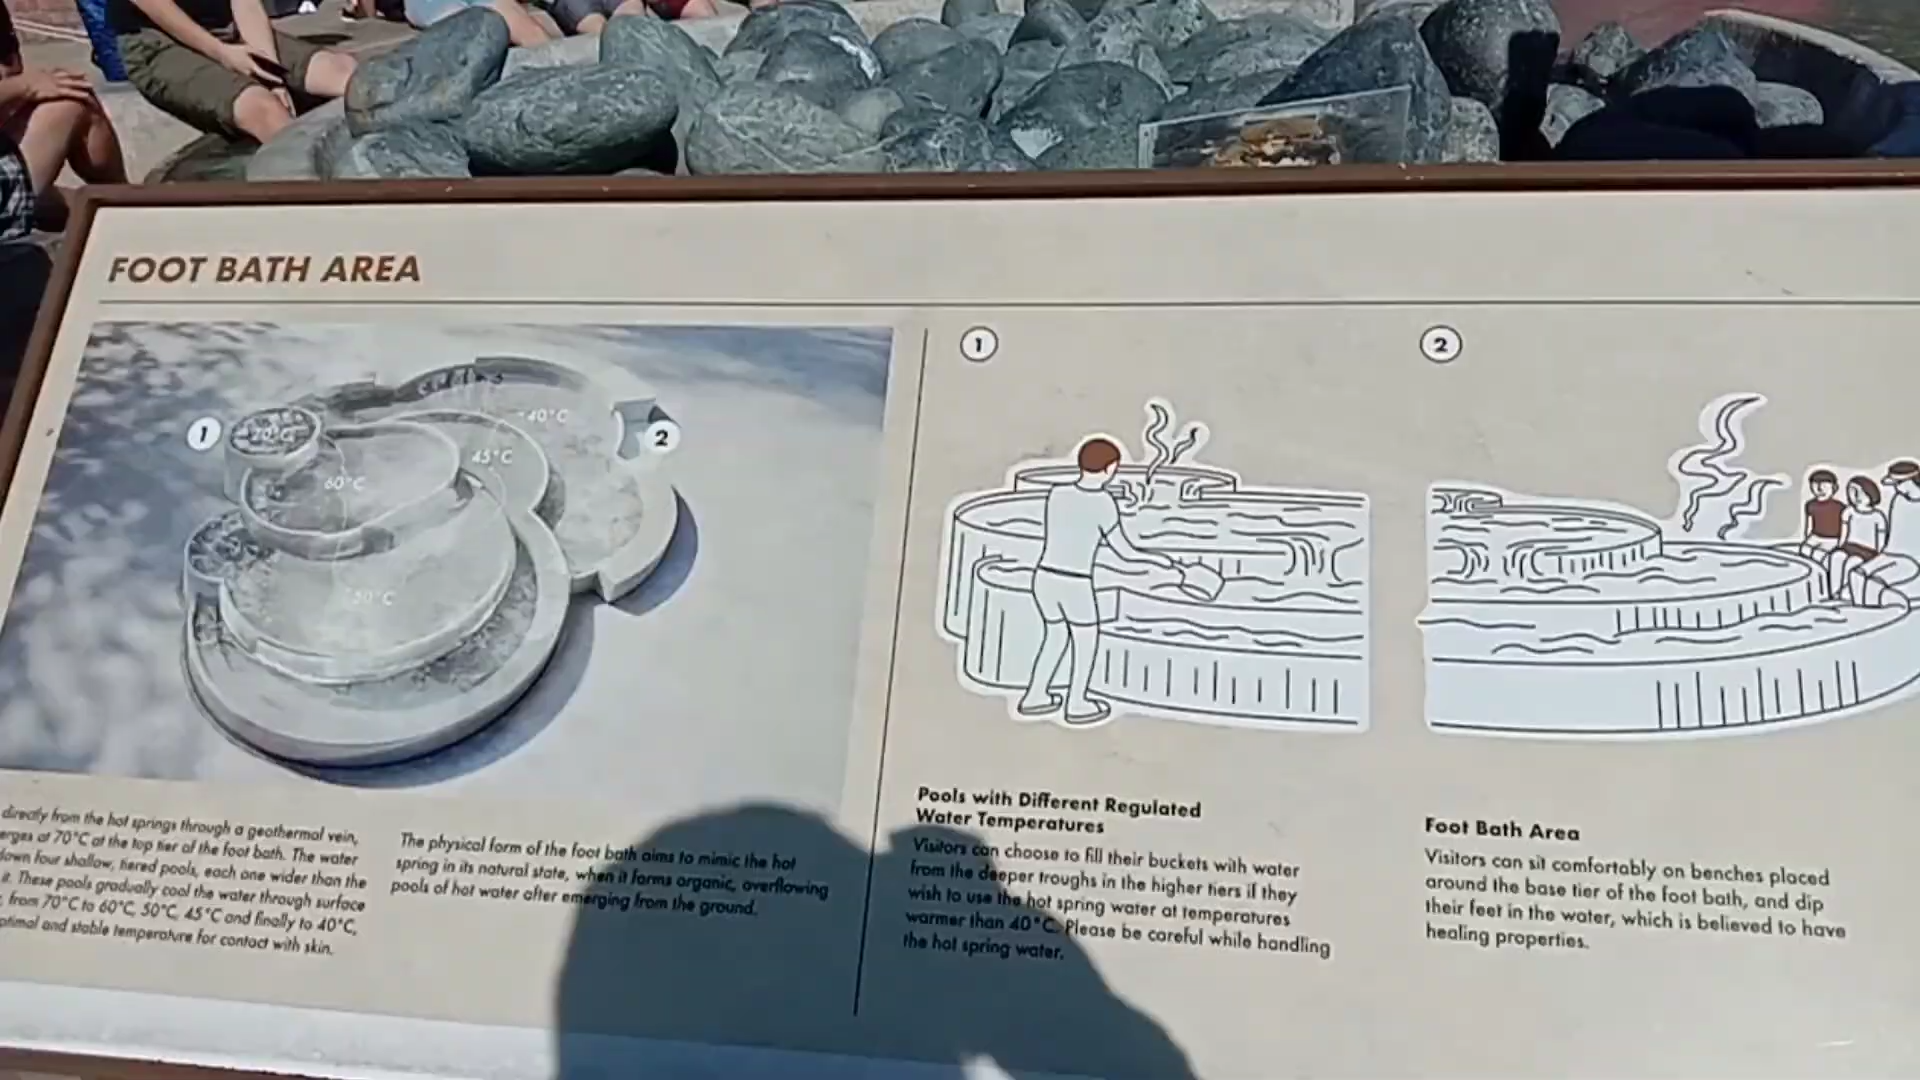 FOOT BATH AREA
1
2
1
70°C
40°C
2
45°C
60°C
50°C
directly from the hot springs through a geothermal vein,
at 70°C at the top tier of the foot bath. The water
down four shallow, tiered pools, each one wider than the
it. These pools gradually cool the water through surface
from 70°C to 60°C, 50°C, 45°C and finally to 40°C,
and stable temperature for contact with skin.
The physical form of the foot bath aims to mimic the hot
spring in its natural state, when it forms organic, overflowing
pools of hot water after emerging from the ground.
Pools with Different Regulated
Water Temperatures
Visitors can choose to fill their buckets with water
from the deeper troughs in the higher tiers if they
wish to use the hot spring water at temperatures
warmer than 40°C. Please be careful while handling
the hot spring water.
Foot Bath Area
Visitors can sit comfortably on benches placed
around the base tier of the foot bath, and dip
their feet in the water, which is believed to have
healing properties.